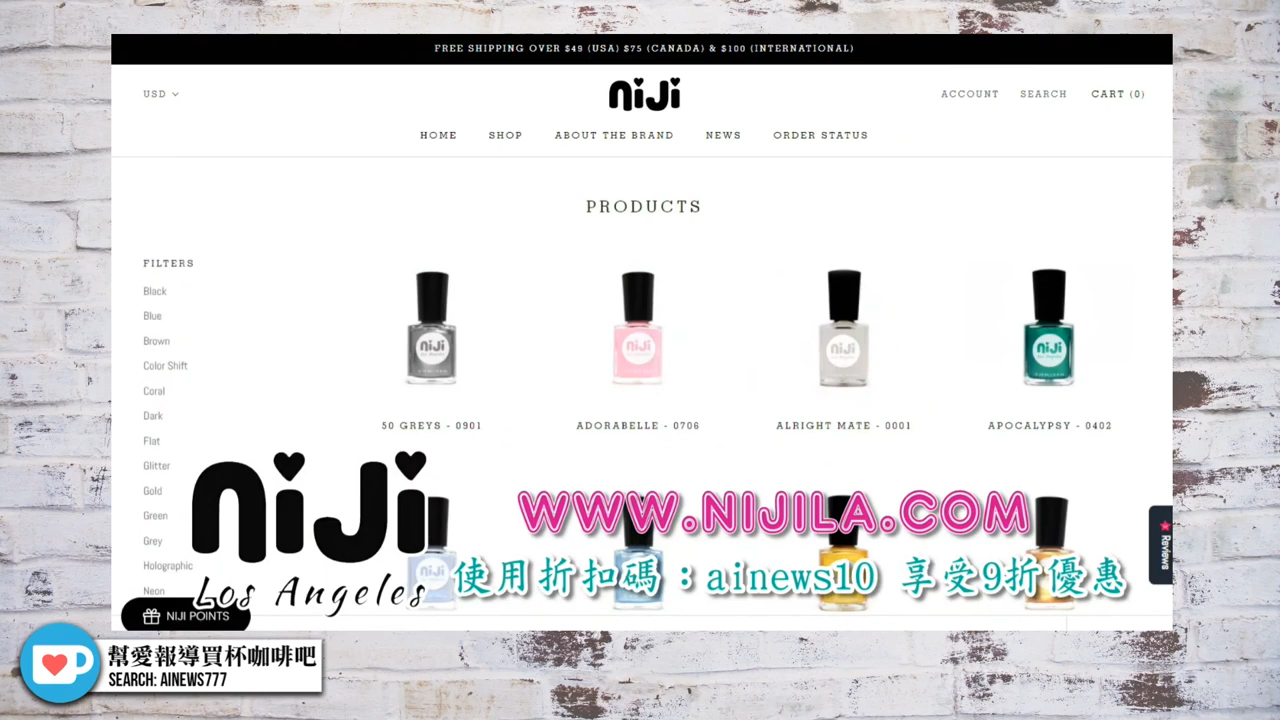 FREE SHIPPING OVER $49 (USA) $75 (CANADA) & $100 (INTERNATIONAL)
USD
niJi
ACCOUNT SEARCH CART (0)
HOME SHOP ABOUT THE BRAND NEWS ORDER STATUS
PRODUCTS
FILTERS
Black
Blue
Brown
Color Shift
Coral
Dark
Flat
Glitter
Gold
Green
Grey
Holographic
Neon
niJi
niJi
niJi
niJi
50 GREYS - 0901
ADORABELLE - 0706
ALRIGHT MATE - 0001
APOCALYPSY - 0402
niJi
Los Angeles
WWW.NIJILA.COM
使用折扣碼：ainews10 享受9折優惠
Reviews
NIJI POINTS
幫愛報導買杯咖啡吧
SEARCH: AINEWS777